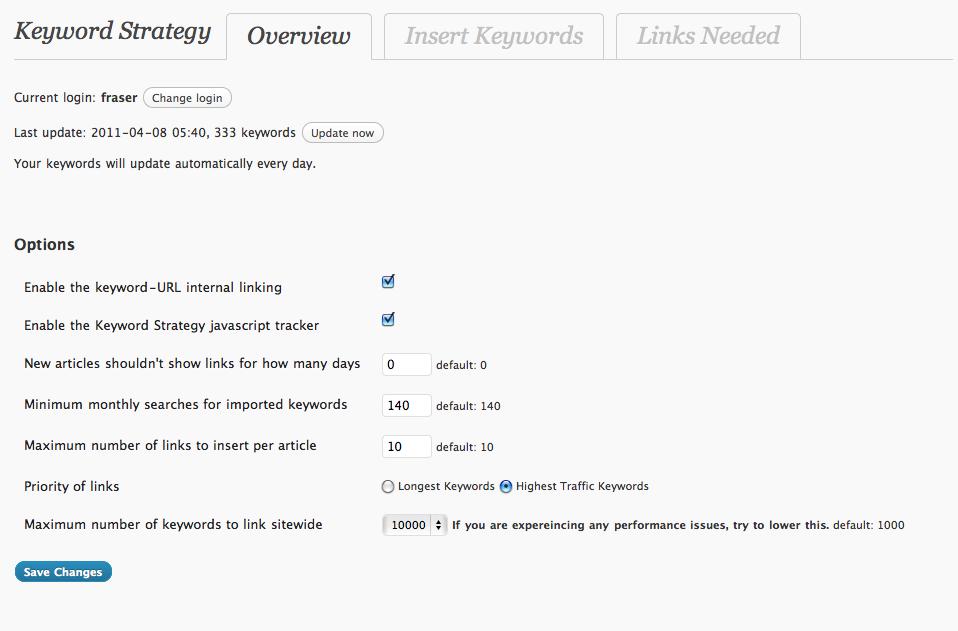 Keyword Strategy Overview Insert Keywords Links Needed
Current login: fraser Change login
Last update: 2011-04-08 05:40, 333 keywords Update now
Your keywords will update automatically every day.
Options
Enable the keyword-URL internal linking
Enable the Keyword Strategy javascript tracker
New articles shouldn't show links for how many days 0 default: 0
Minimum monthly searches for imported keywords 140 default: 140
Maximum number of links to insert per article 10 default: 10
Priority of links Longest Keywords Highest Traffic Keywords
Maximum number of keywords to link sitewide 10000 If you are expereincing any performance issues, try to lower this. default: 1000
Save Changes